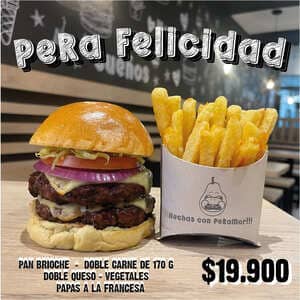 PeRa Felicidad
Hechas con PeRaMor!!!
PAN BRIOCHE - DOBLE CARNE DE 170 G
DOBLE QUESO - VEGETALES
PAPAS A LA FRANCESA
$19.900